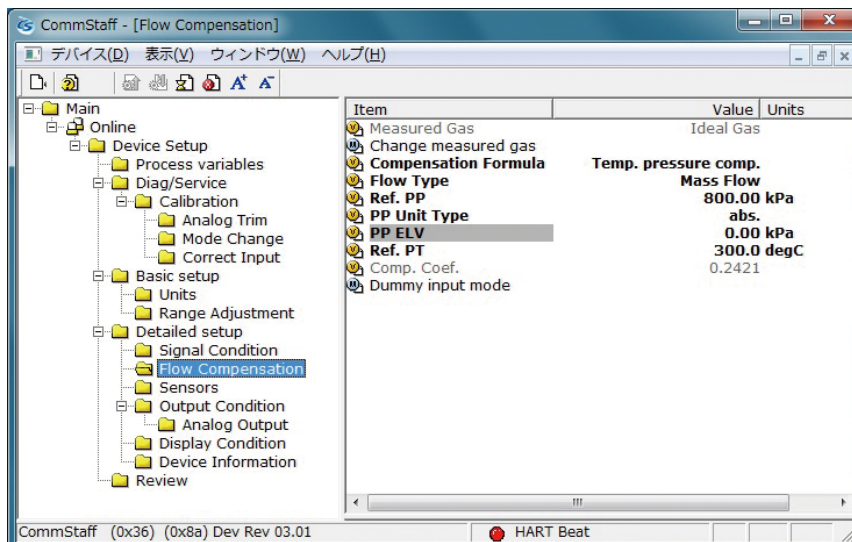 CommStaff - [Flow Compensation]
デバイス(D) 表示(V) ウィンドウ(W) ヘルプ(H)
A+ A-
Main
Online
Device Setup
Process variables
Diag/Service
Calibration
Analog Trim
Mode Change
Correct Input
Basic setup
Units
Range Adjustment
Detailed setup
Signal Condition
Flow Compensation
Sensors
Output Condition
Analog Output
Display Condition
Device Information
Review
Item Value Units
Measured Gas Ideal Gas
Change measured gas
Compensation Formula Temp. pressure comp.
Flow Type Mass Flow
Ref. PP 800.00 kPa
PP Unit Type abs.
PP ELV 0.00 kPa
Ref. PT 300.0 degC
Comp. Coef. 0.2421
Dummy input mode
CommStaff (0x36) (0x8a) Dev Rev 03.01 HART Beat